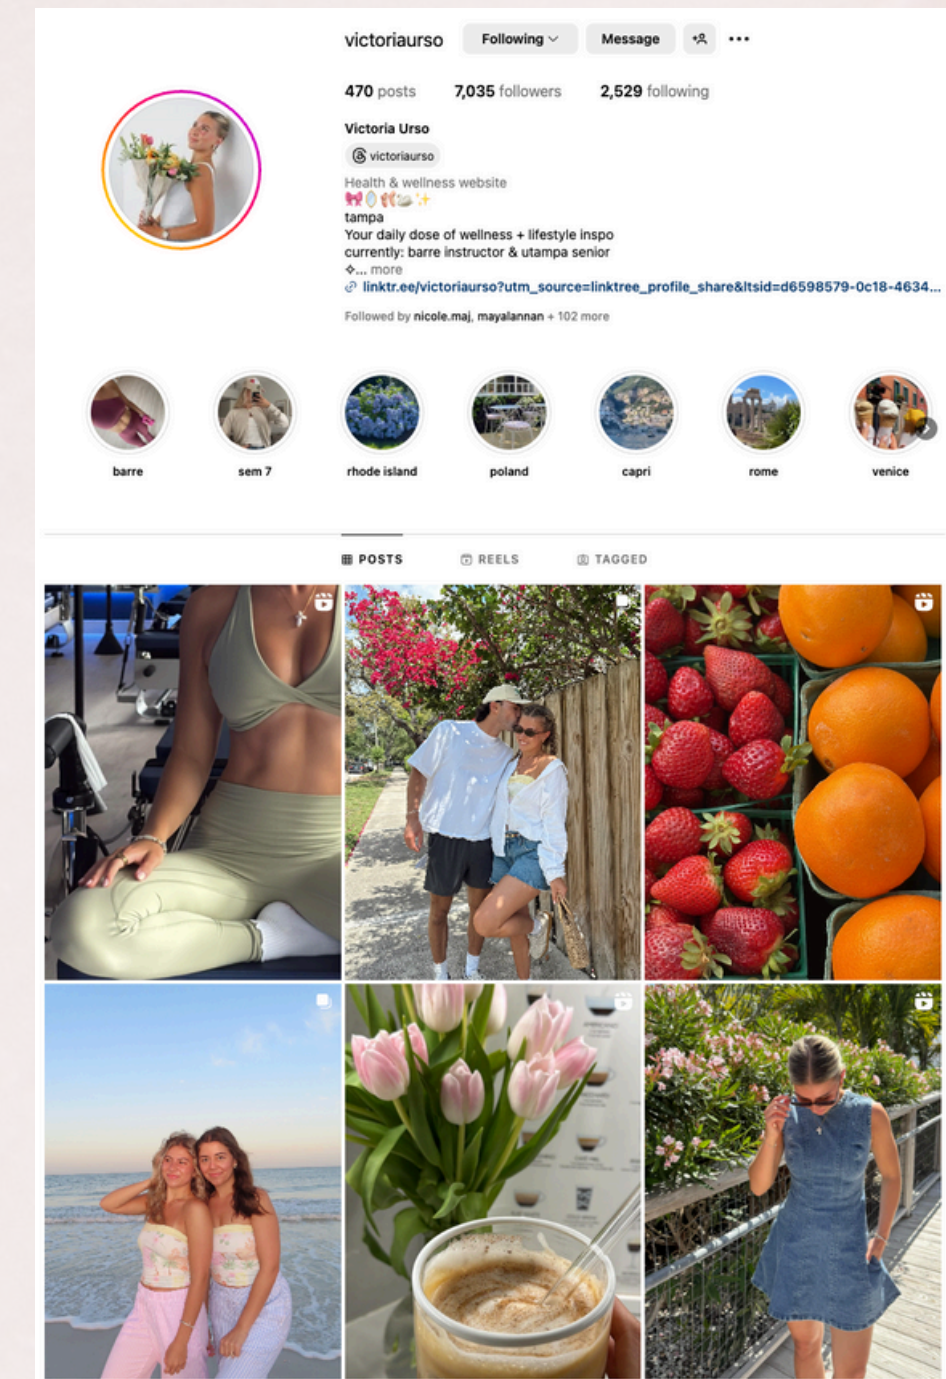 victoriaurso Following Message
470 posts 7,035 followers 2,529 following
Victoria Urso
victoriaurso
Health & wellness website
tampa
Your daily dose of wellness + lifestyle inspo
currently: barre instructor & utampa senior
✧... more
linktr.ee/victoriaurso?utm_source=linktree_profile_share&ltsid=d6598579-0c18-4634...
Followed by nicole.maj, mayalannan + 102 more
barre sem 7 rhode island poland capri rome venice
POSTS REELS TAGGED